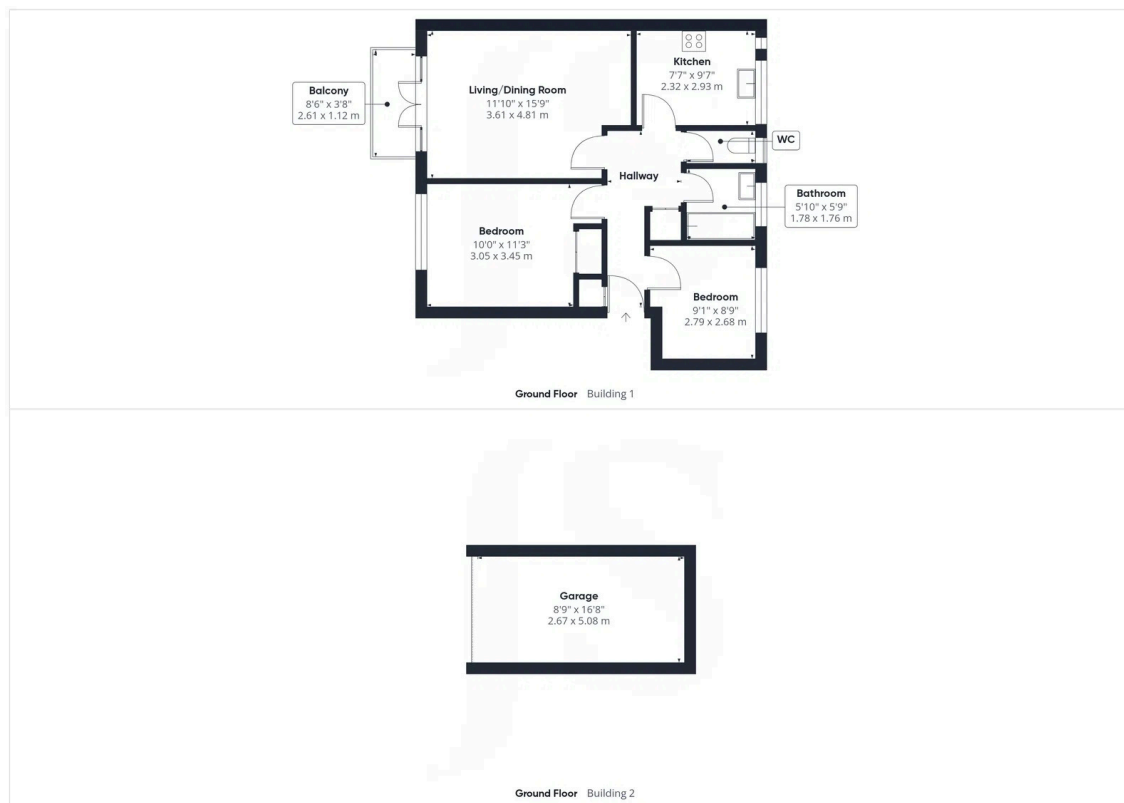 Kitchen
7'7" x 9'7"
2.32 x 2.93 m
Balcony
8'6" x 3'8"
2.61 x 1.12 m
Living/Dining Room
11'10" x 15'9"
3.61 x 4.81 m
WC
Hallway
Bathroom
5'10" x 5'9"
1.78 x 1.76 m
Bedroom
10'0" x 11'3"
3.05 x 3.45 m
Bedroom
9'1" x 8'9"
2.79 x 2.68 m
Ground Floor Building 1
JS
Garage
8'9" x 16'8"
2.67 x 5.08 m
Ground Floor Building 2